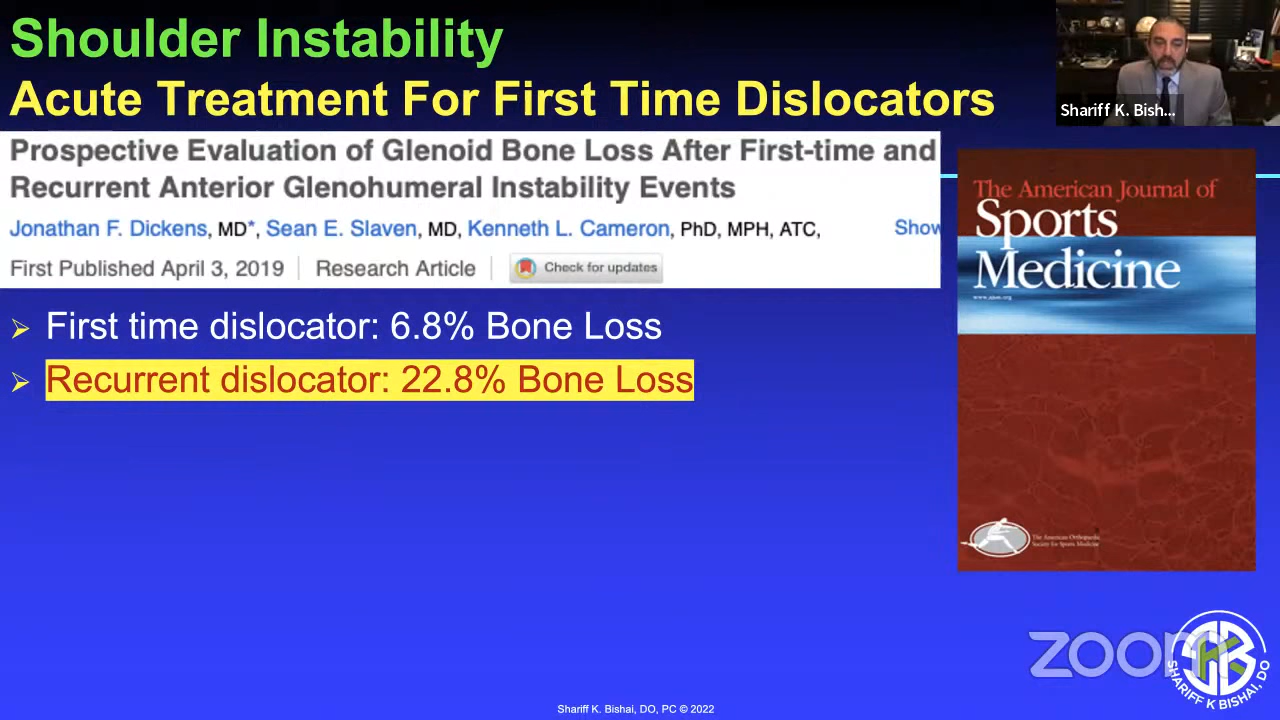 Shoulder Instability
Acute Treatment For First Time Dislocators
Shariff K. Bish...
Prospective Evaluation of Glenoid Bone Loss After First-time and
Recurrent Anterior Glenohumeral Instability Events
Jonathan F. Dickens, MD*, Sean E. Slaven, MD, Kenneth L. Cameron, PhD, MPH, ATC, Show
First Published April 3, 2019 | Research Article | Check for updates
➢ First time dislocator: 6.8% Bone Loss
➢ Recurrent dislocator: 22.8% Bone Loss
The American Journal of
Sports
Medicine
The American Orthopaedic
Society for Sports Medicine
zoom
SKB
SHARIFF K BISHAI, DO
Shariff K. Bishai, DO, PC © 2022